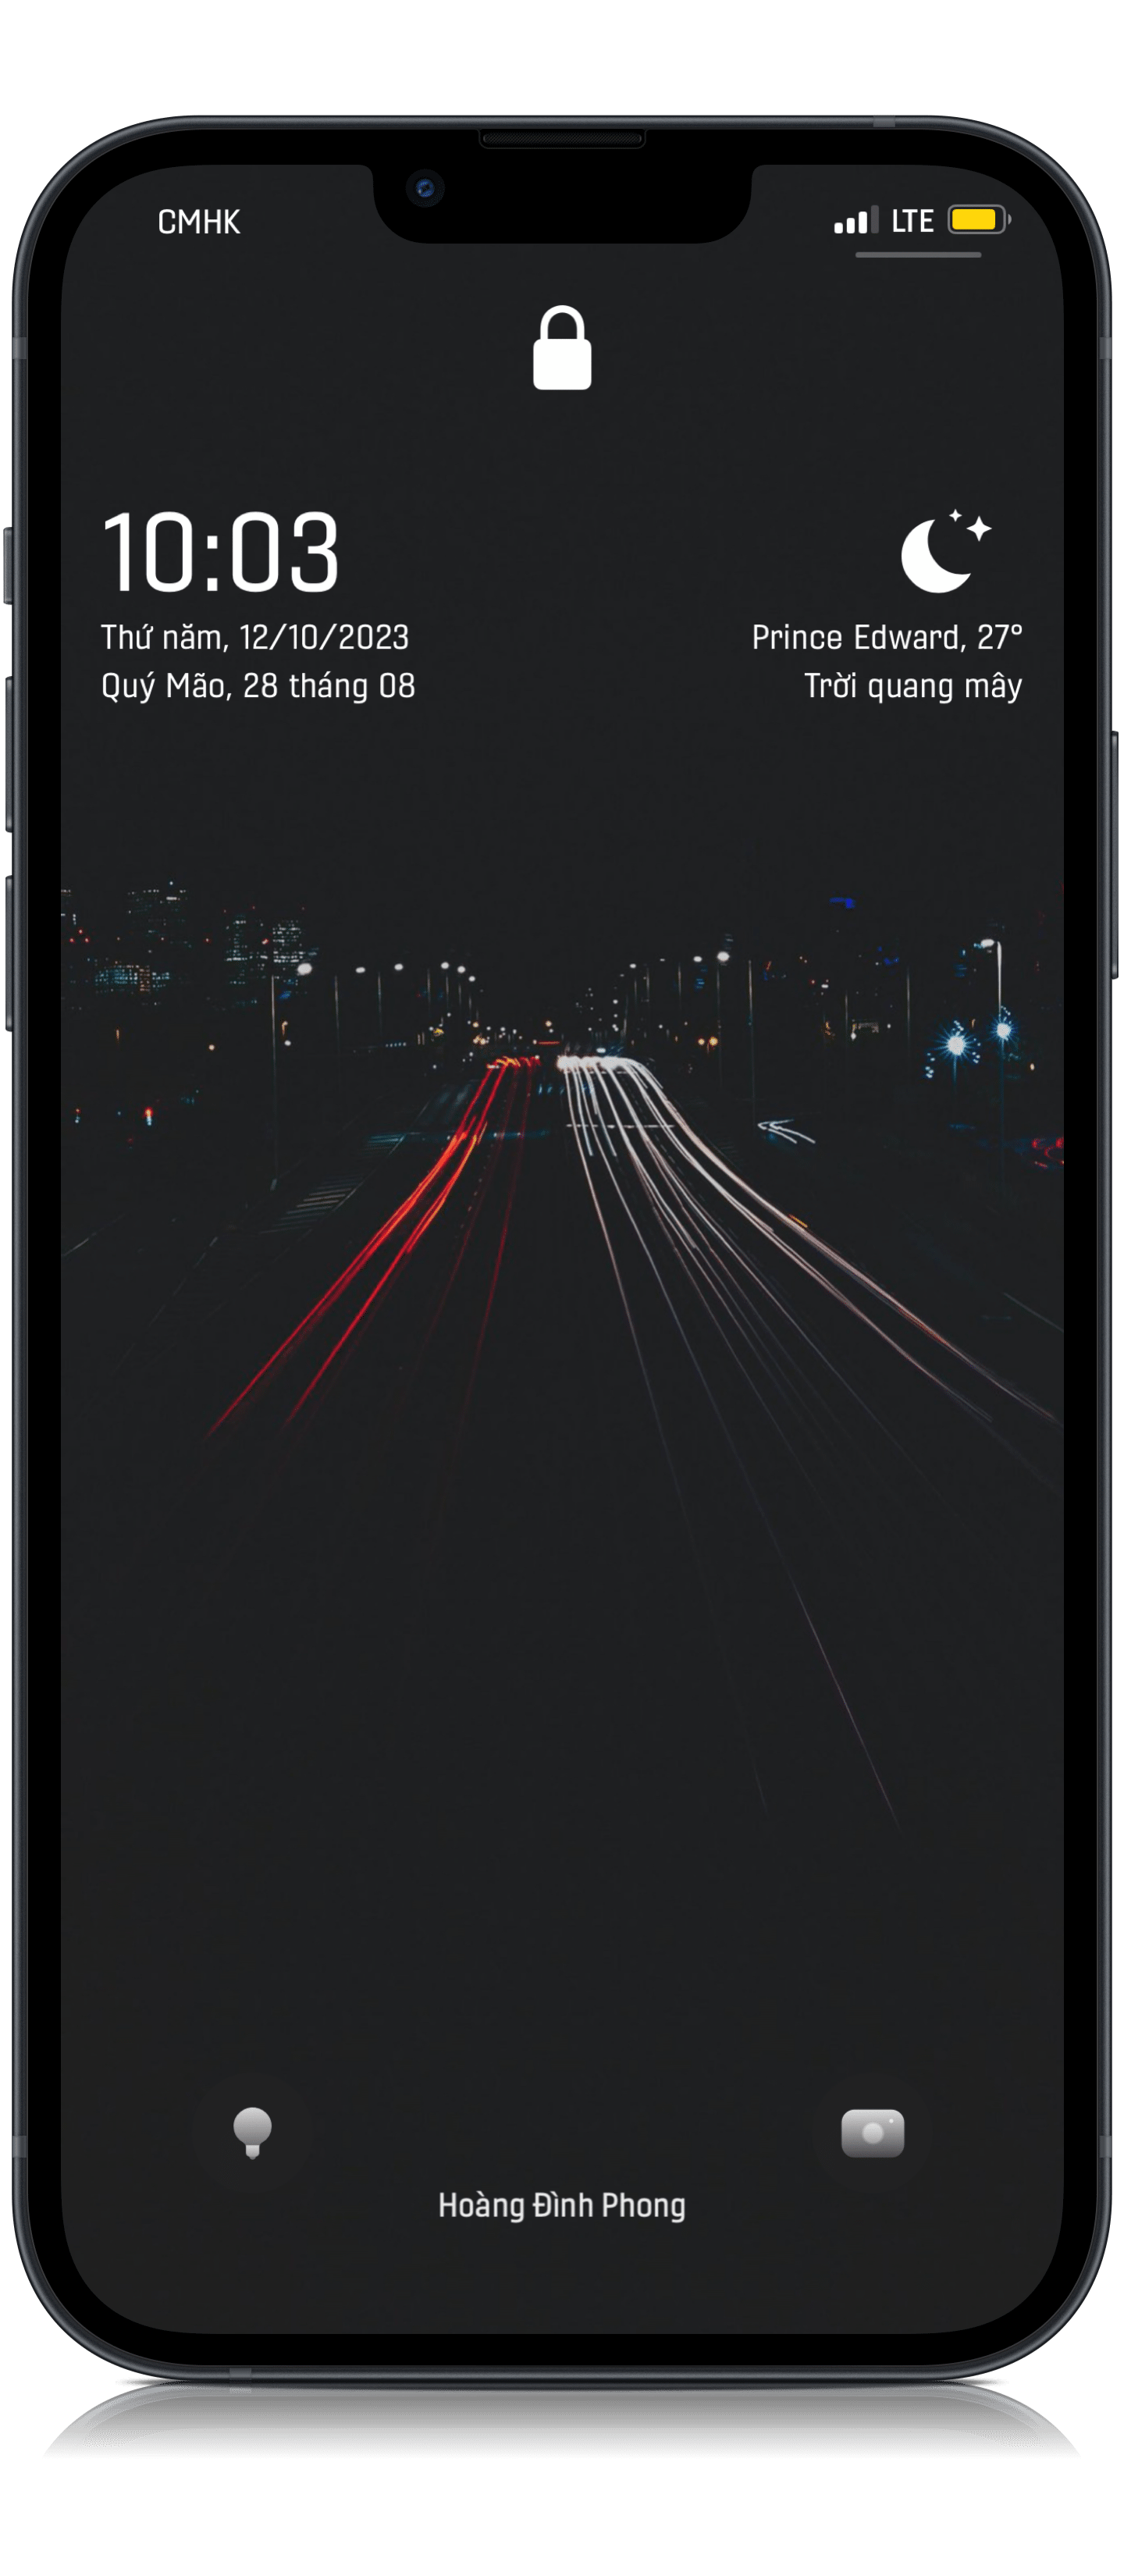 CMHK
LTE
10:03
Thứ năm, 12/10/2023
Quý Mão, 28 tháng 08
Prince Edward, 27°
Trời quang mây
Hoàng Đình Phong